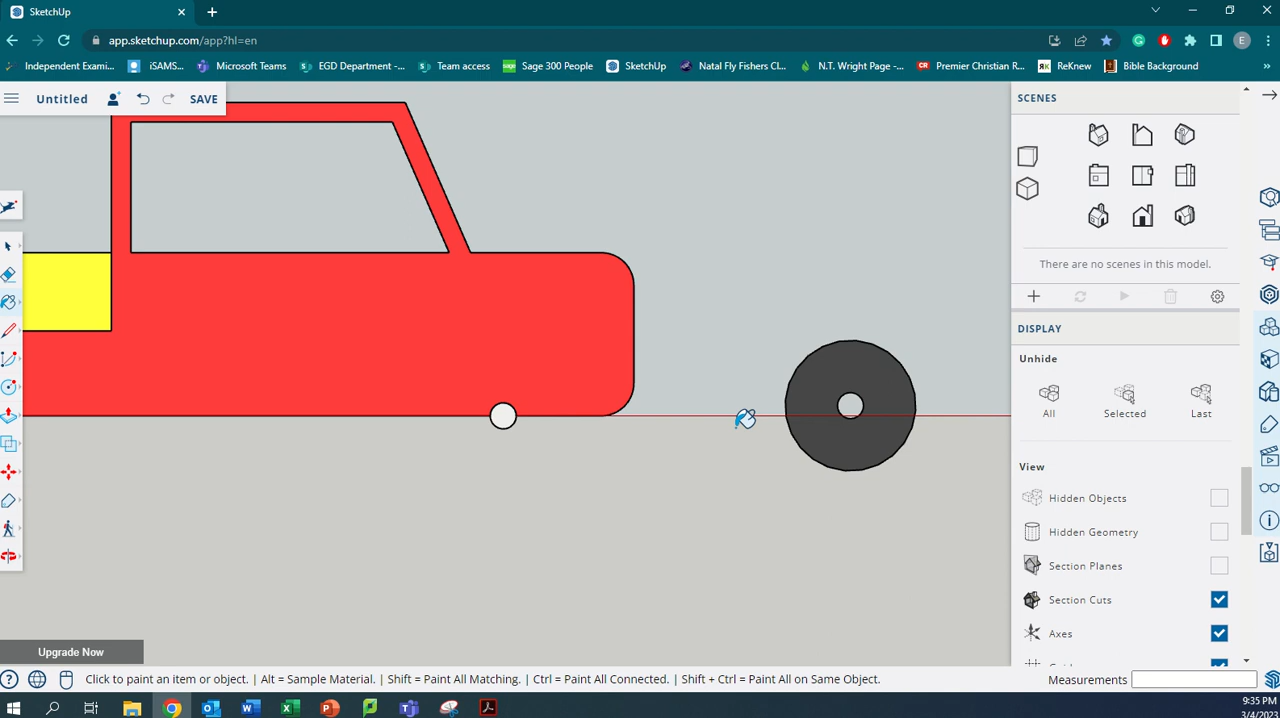 SketchUp
app.sketchup.com/app?hl=en
Independent Exami... iSAMS... Microsoft Teams EGD Department -... Team access Sage 300 People SketchUp Natal Fly Fishers Cl... N.T. Wright Page -... Premier Christian R... ReKnew Bible Background
Untitled SAVE
SCENES
There are no scenes in this model.
DISPLAY
Unhide
All Selected Last
View
Hidden Objects
Hidden Geometry
Section Planes
Section Cuts
Axes
Upgrade Now
Click to paint an item or object. | Alt = Sample Material. | Shift = Paint All Matching. | Ctrl = Paint All Connected. | Shift + Ctrl = Paint All on Same Object. Measurements
9:35 PM
3/4/2023